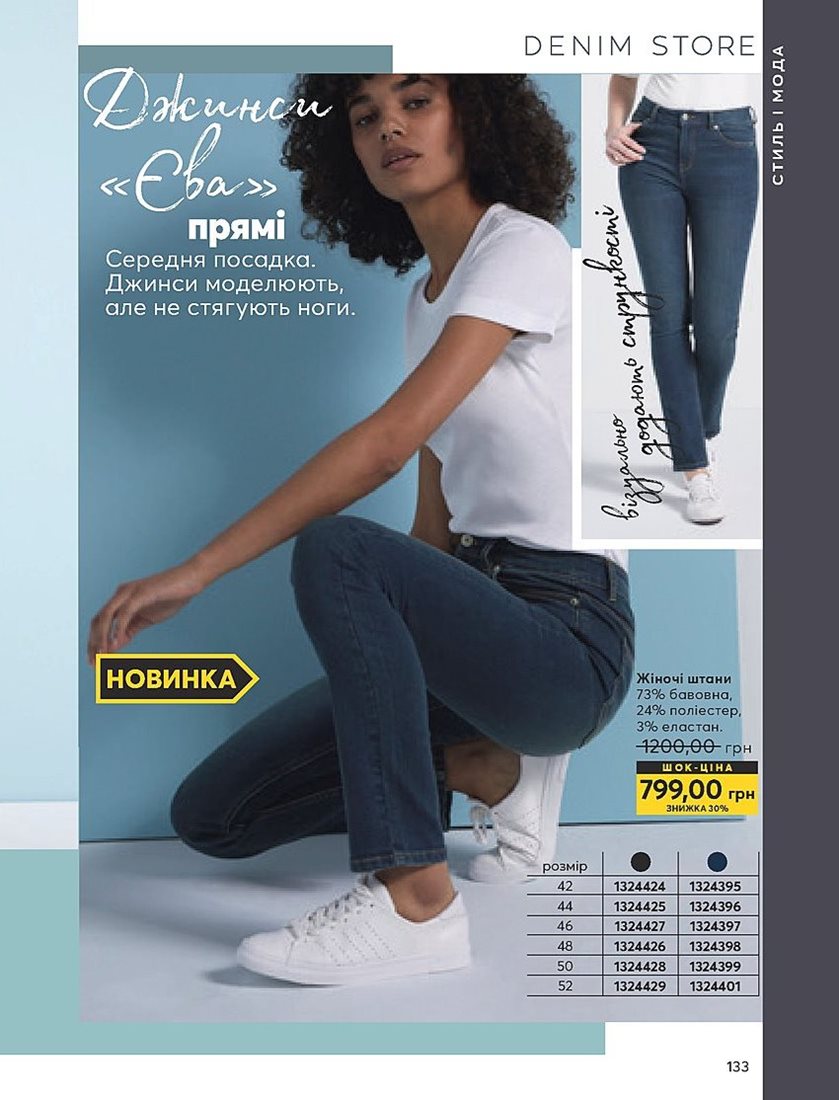 DENIM STORE
СТИЛЬ І МОДА
Джинси
«Єва»
прямі
Середня посадка.
Джинси моделюють,
але не стягують ноги.
візуально
додають стрункості
НОВИНКА
Жіночі штани
73% бавовна,
24% поліестер,
3% еластан.
1200,00 грн
ШОК-ЦІНА
799,00 грн
ЗНИЖКА 30%
розмір
42 1324424 1324395
44 1324425 1324396
46 1324427 1324397
48 1324426 1324398
50 1324428 1324399
52 1324429 1324401
133